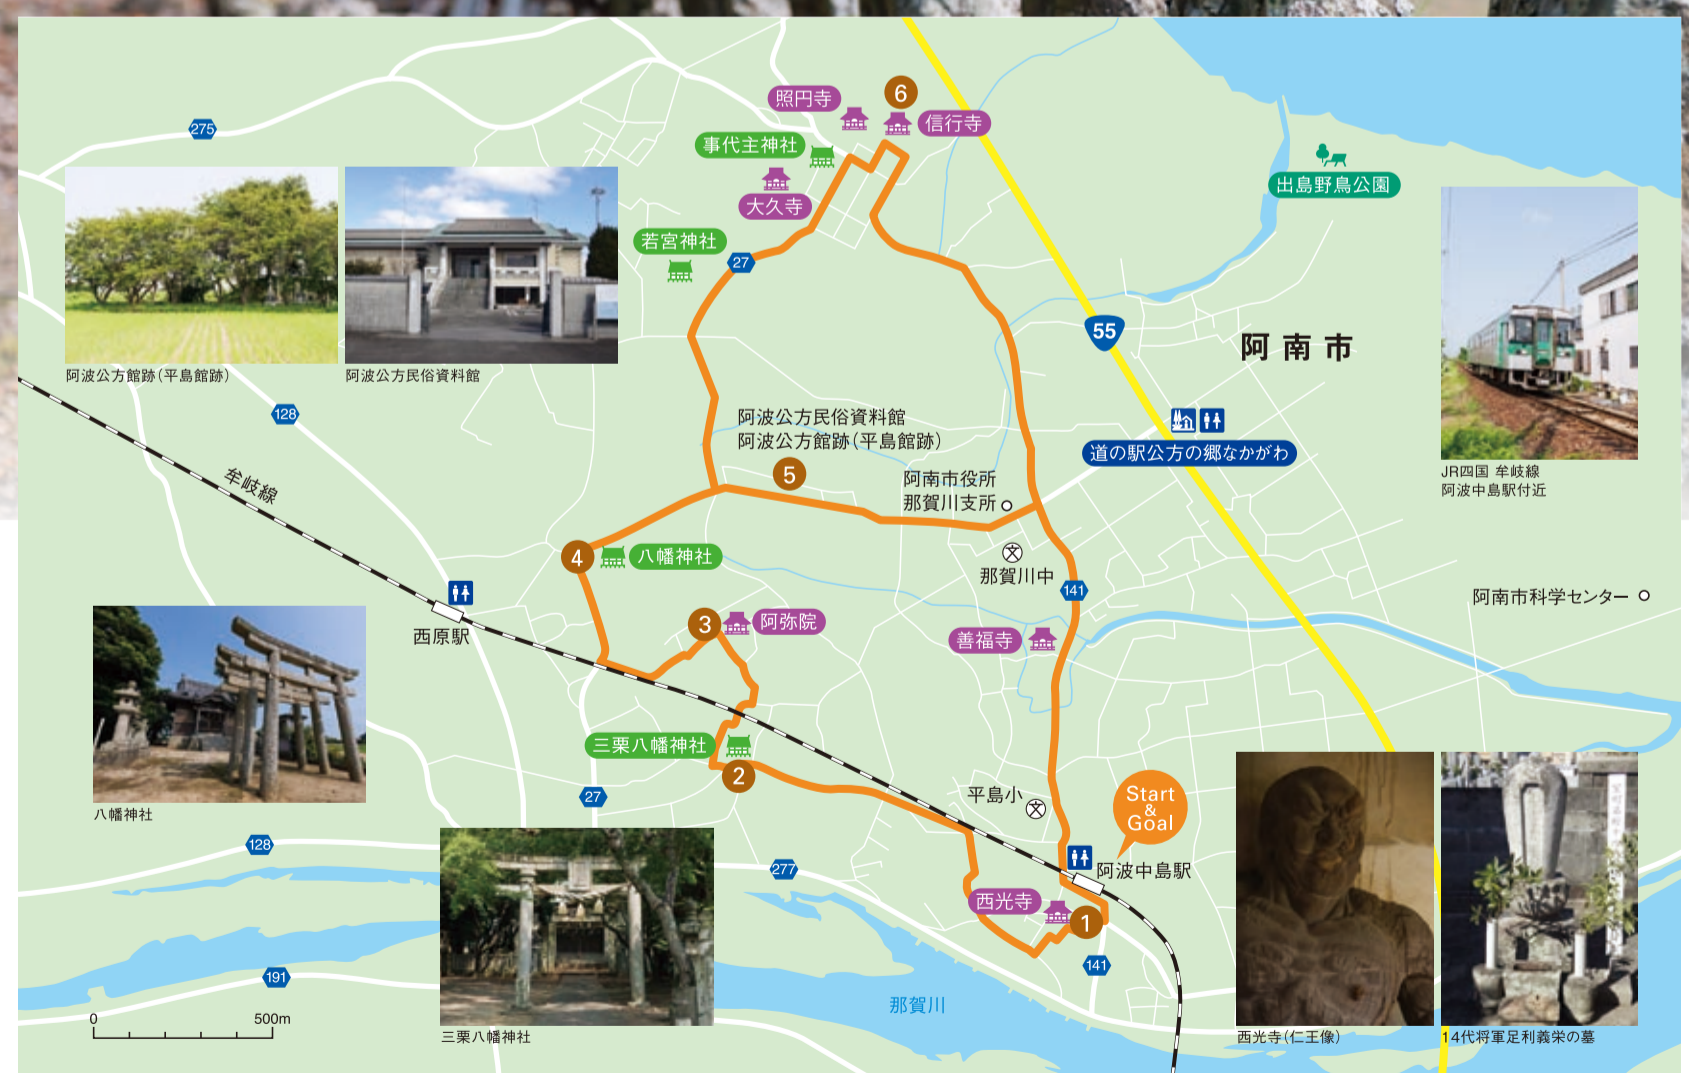 照円寺
6
信行寺
事代主神社
大久寺
275
出島野鳥公園
若宮神社
27
55
阿南市
阿波公方館跡(平島館跡)
阿波公方民俗資料館
128
阿波公方民俗資料館
阿波公方館跡(平島館跡)
5
道の駅公方の郷なかがわ
JR四国 牟岐線
阿波中島駅付近
牟岐線
阿南市役所
那賀川支所
4
八幡神社
那賀川中
141
阿南市科学センター
西原駅
3
阿弥院
善福寺
三栗八幡神社
2
27
平島小
Start
&
Goal
八幡神社
128
277
阿波中島駅
西光寺
1
141
191
那賀川
0
500m
三栗八幡神社
西光寺(仁王像)
14代将軍足利義栄の墓